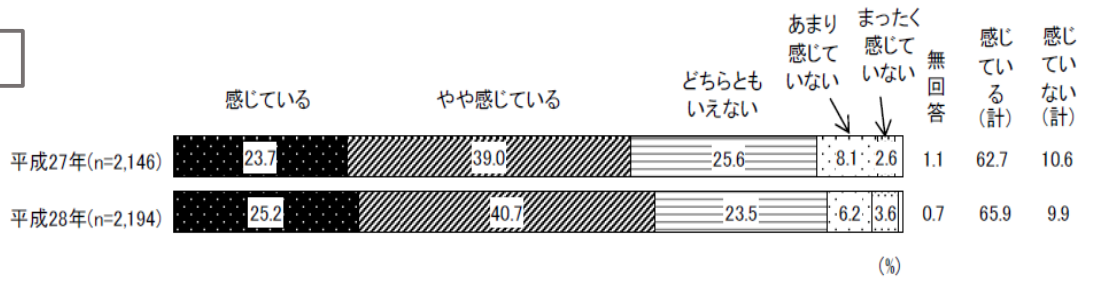 感じている
やや感じている
どちらとも
いえない
あまり
感じて
いない
まったく
感じて
いない
無
回
答
感じ
てい
る
(計)
感じ
てい
ない
(計)
平成27年(n=2,146) 23.7 39.0 25.6 8.1 2.6 1.1 62.7 10.6
平成28年(n=2,194) 25.2 40.7 23.5 6.2 3.6 0.7 65.9 9.9
(%)